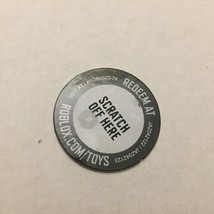 SCRATCH
OFF HERE
REDEEM AT
ROBLOX.COM/TOYS